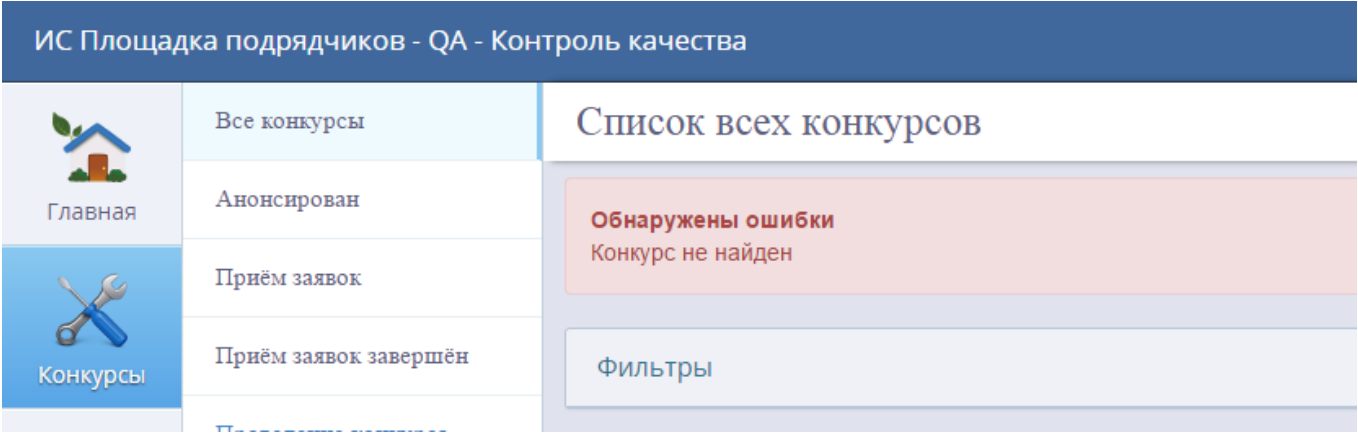 ИС Площадка подрядчиков - QA - Контроль качества
Главная
Конкурсы
Все конкурсы
Анонсирован
Приём заявок
Приём заявок завершён
Список всех конкурсов
Обнаружены ошибки
Конкурс не найден
Фильтры